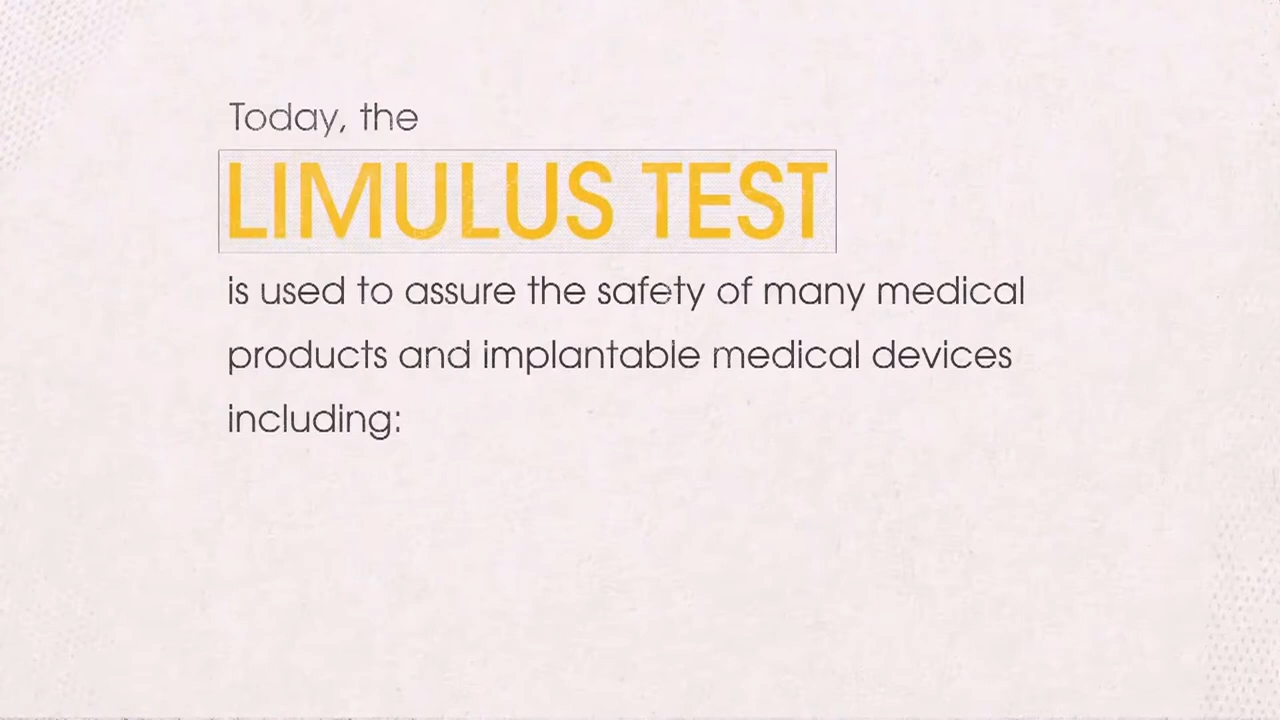 Today, the
LIMULUS TEST
is used to assure the safety of many medical
products and implantable medical devices
including: